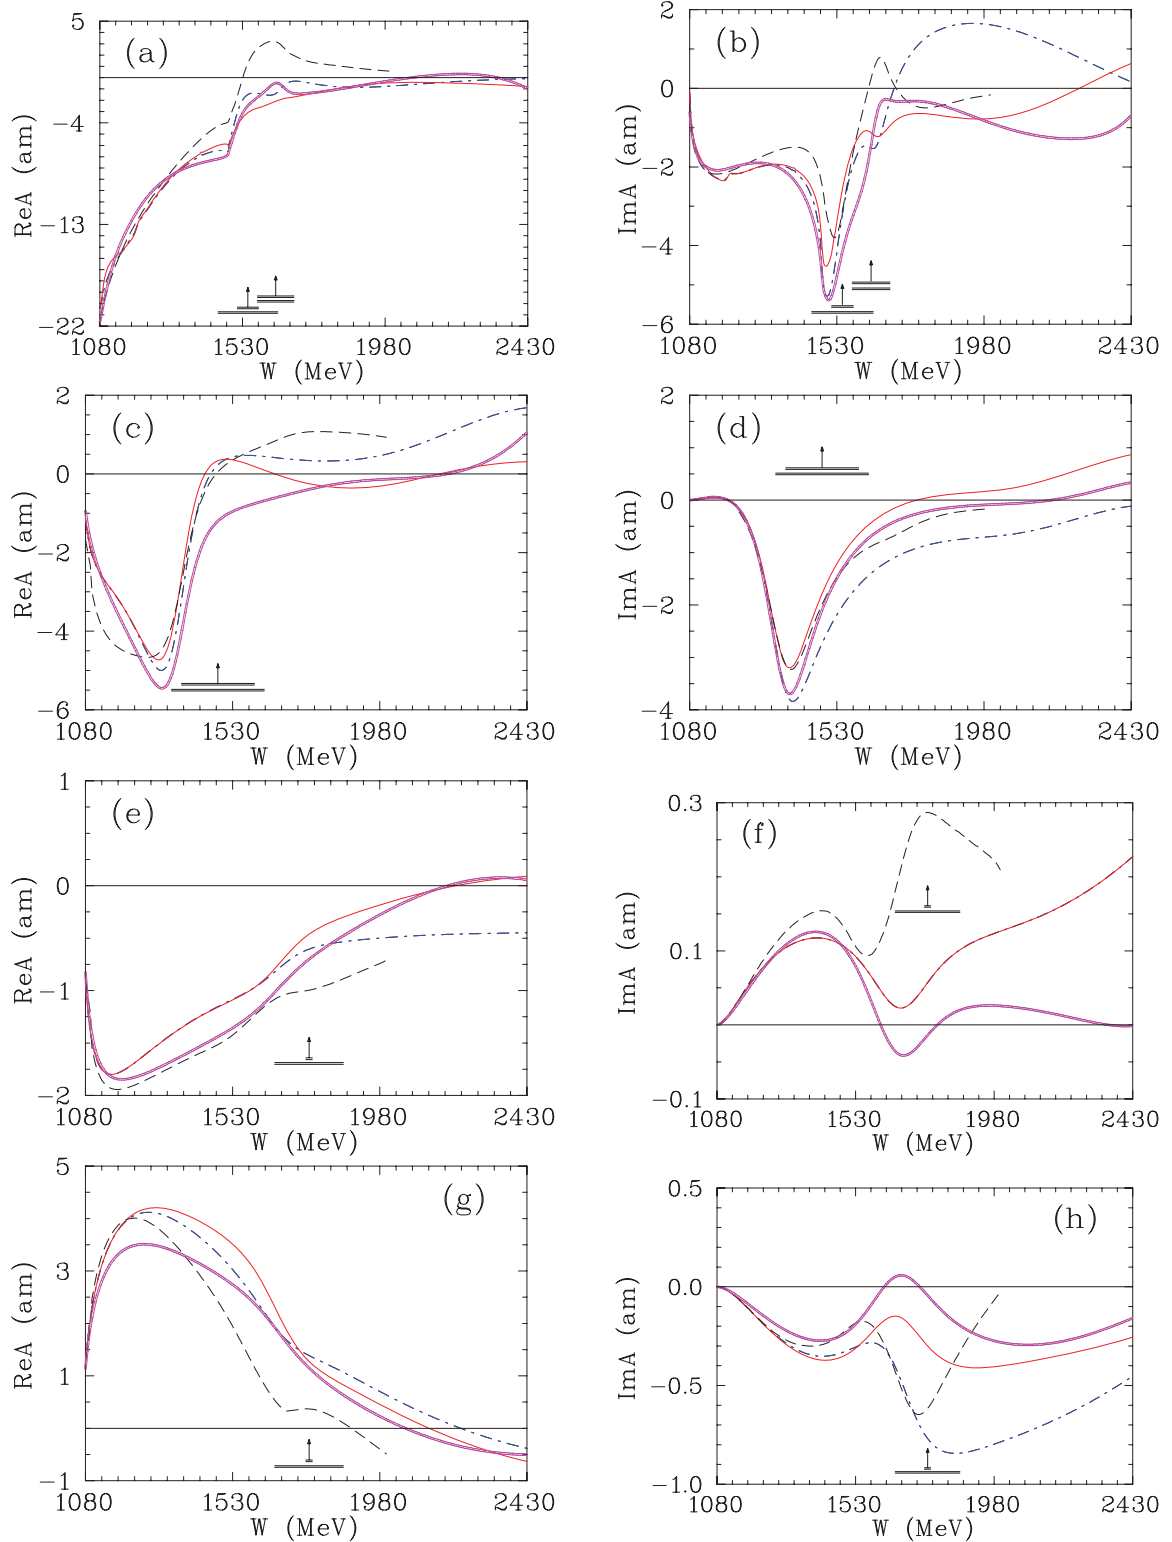 5
(a)
−4
−13
−22
ReA (am)
1080 1530 1980 2430
W (MeV)
2
(b)
0
−2
−4
−6
ImA (am)
1080 1530 1980 2430
W (MeV)
2
(c)
0
−2
−4
−6
ReA (am)
1080 1530 1980 2430
W (MeV)
2
(d)
0
−2
−4
ImA (am)
1080 1530 1980 2430
W (MeV)
1
(e)
0
−1
−2
ReA (am)
1080 1530 1980 2430
W (MeV)
0.3
(f)
0.1
−0.1
ImA (am)
1080 1530 1980 2430
W (MeV)
5
(g)
3
1
−1
ReA (am)
1080 1530 1980 2430
W (MeV)
0.5
(h)
0.0
−0.5
−1.0
ImA (am)
1080 1530 1980 2430
W (MeV)